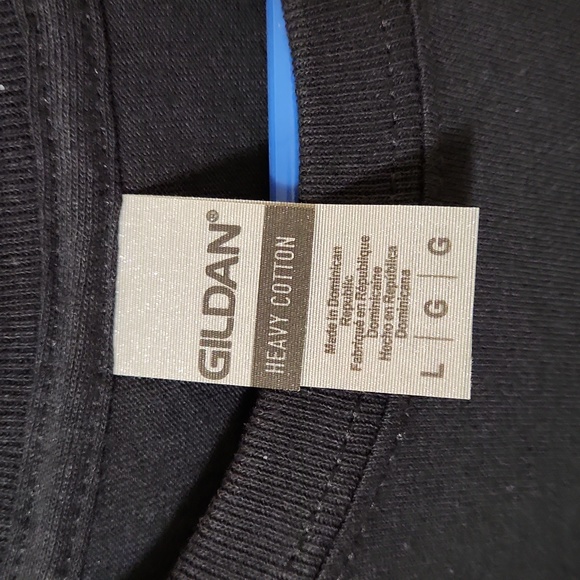 GILDAN®
HEAVY COTTON
Made in Dominican
Republic
Fabriqué en République
Dominicaine
Hecho en República
Dominicana
L | G | G